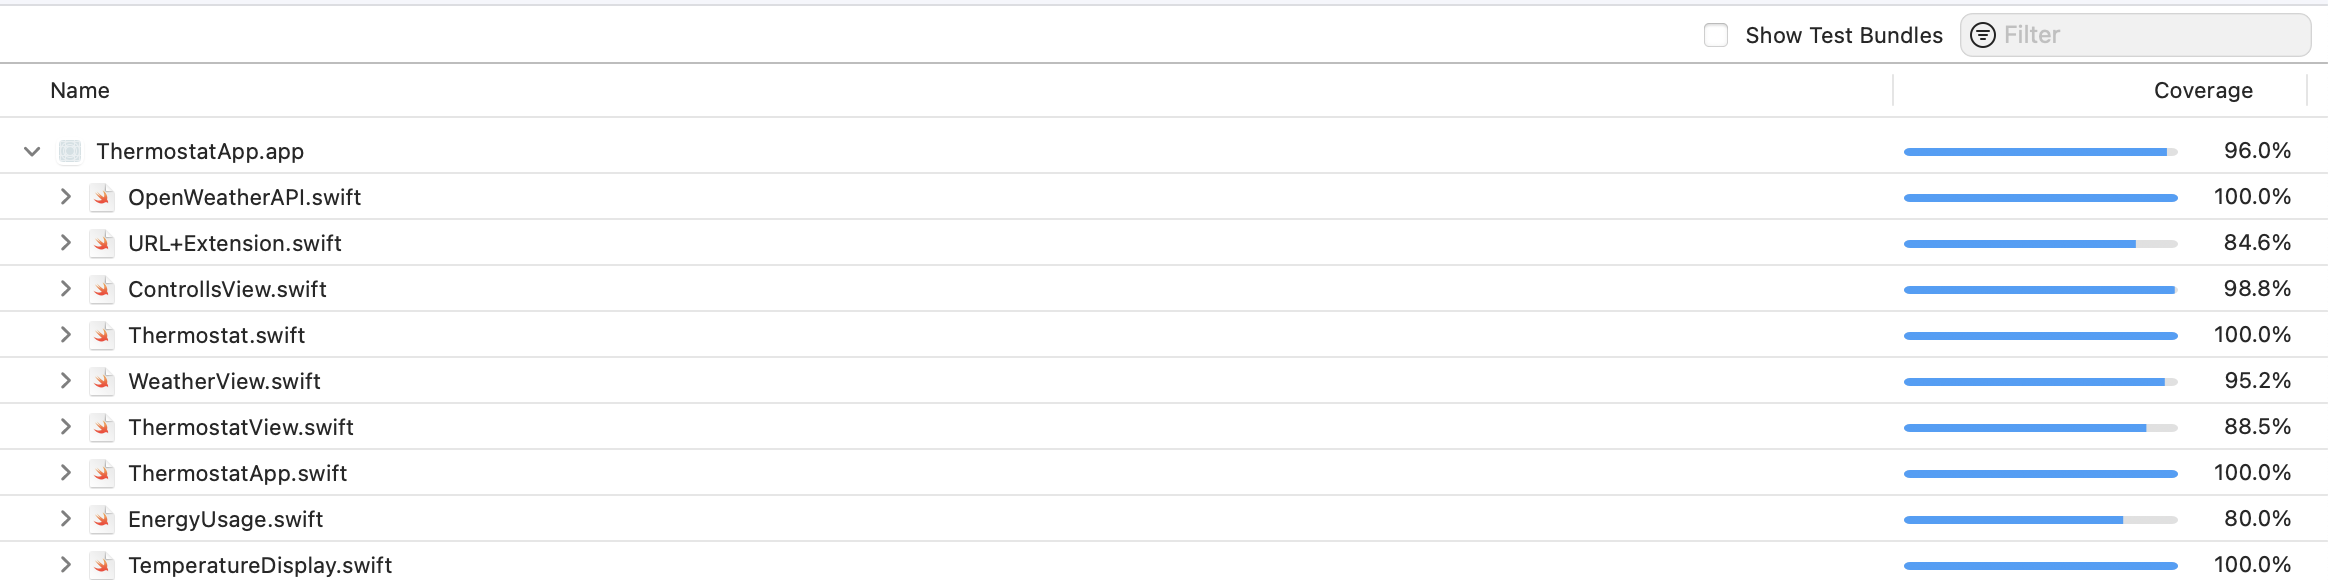 Show Test Bundles Filter
Name Coverage
ThermostatApp.app 96.0%
OpenWeatherAPI.swift 100.0%
URL+Extension.swift 84.6%
ControllsView.swift 98.8%
Thermostat.swift 100.0%
WeatherView.swift 95.2%
ThermostatView.swift 88.5%
ThermostatApp.swift 100.0%
EnergyUsage.swift 80.0%
TemperatureDisplay.swift 100.0%